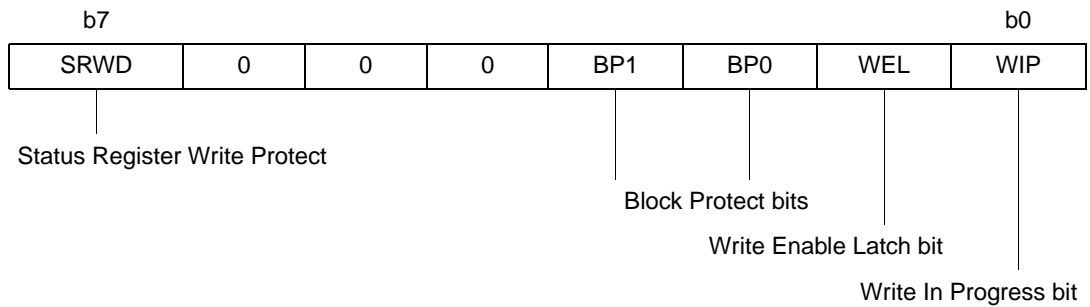 b7 b0
SRWD 0 0 0 BP1 BP0 WEL WIP
Status Register Write Protect
Block Protect bits
Write Enable Latch bit
Write In Progress bit